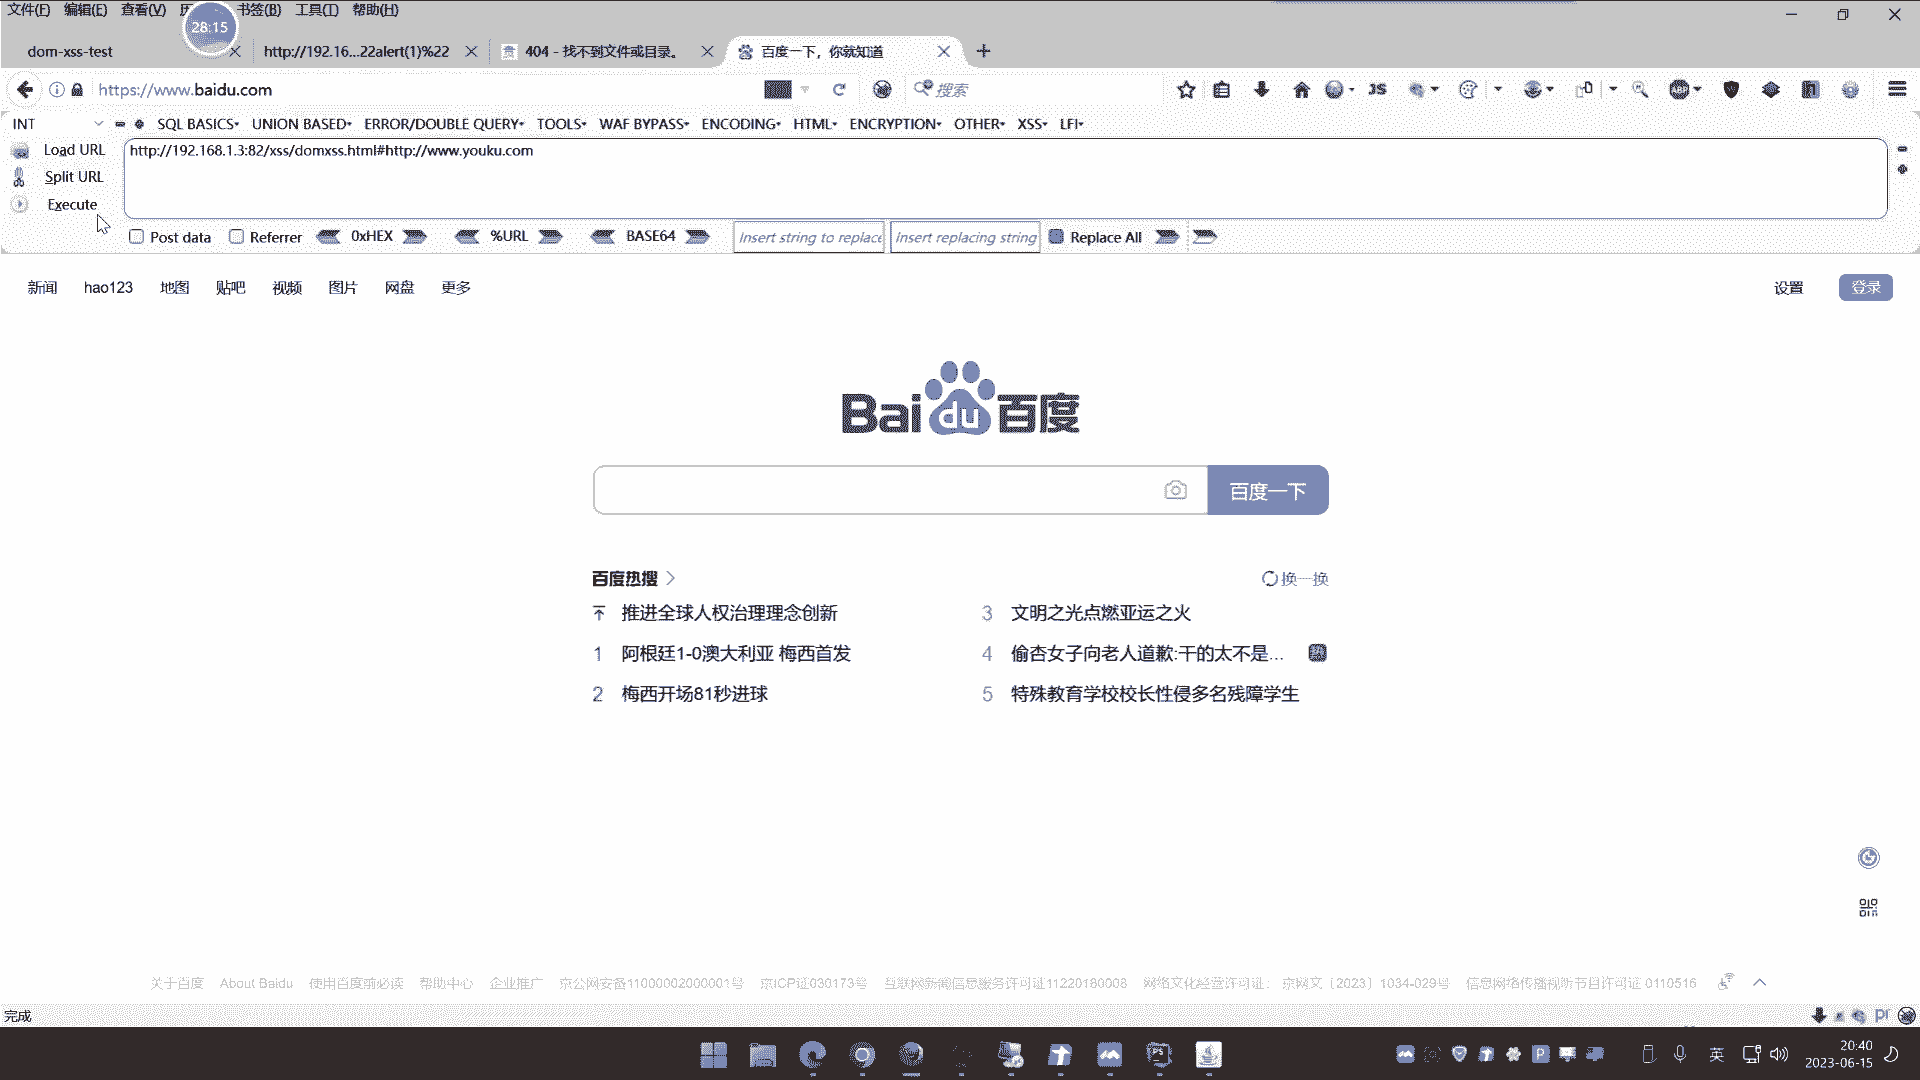 文件(F) 编辑(E) 查看(V) 历 书签(B) 工具(T) 帮助(H)
28:15
dom-xss-test http://192.16...22alert(1)%22 404 - 找不到文件或目录。 百度一下，你就知道
https://www.baidu.com 搜索 JS ABP
INT SQL BASICS UNION BASED ERROR/DOUBLE QUERY TOOLS WAF BYPASS ENCODING HTML ENCRYPTION OTHER XSS LFI
Load URL http://192.168.1.3:82/xss/domxss.html#http://www.youku.com
Split URL
Execute
Post data Referrer 0xHEX %URL BASE64 Insert string to replace Insert replacing string Replace All
新闻 hao123 地图 贴吧 视频 图片 网盘 更多 设置 登录
Bai du 百度
百度一下
百度热搜 换一换
推进全球人权治理理念创新
3 文明之光点燃亚运之火
1 阿根廷1-0澳大利亚 梅西首发
4 偷杏女子向老人道歉:干的太不是... 热
2 梅西开场81秒进球
5 特殊教育学校校长性侵多名残障学生
关于百度 About Baidu 使用百度前必读 帮助中心 企业推广 京公网安备11000002000001号 京ICP证030173号 互联网新闻信息服务许可证11220180008 网络文化经营许可证： 京网文〔2023〕1034-029号 信息网络传播视听节目许可证 0110516
完成
英 20:40
2023-06-15